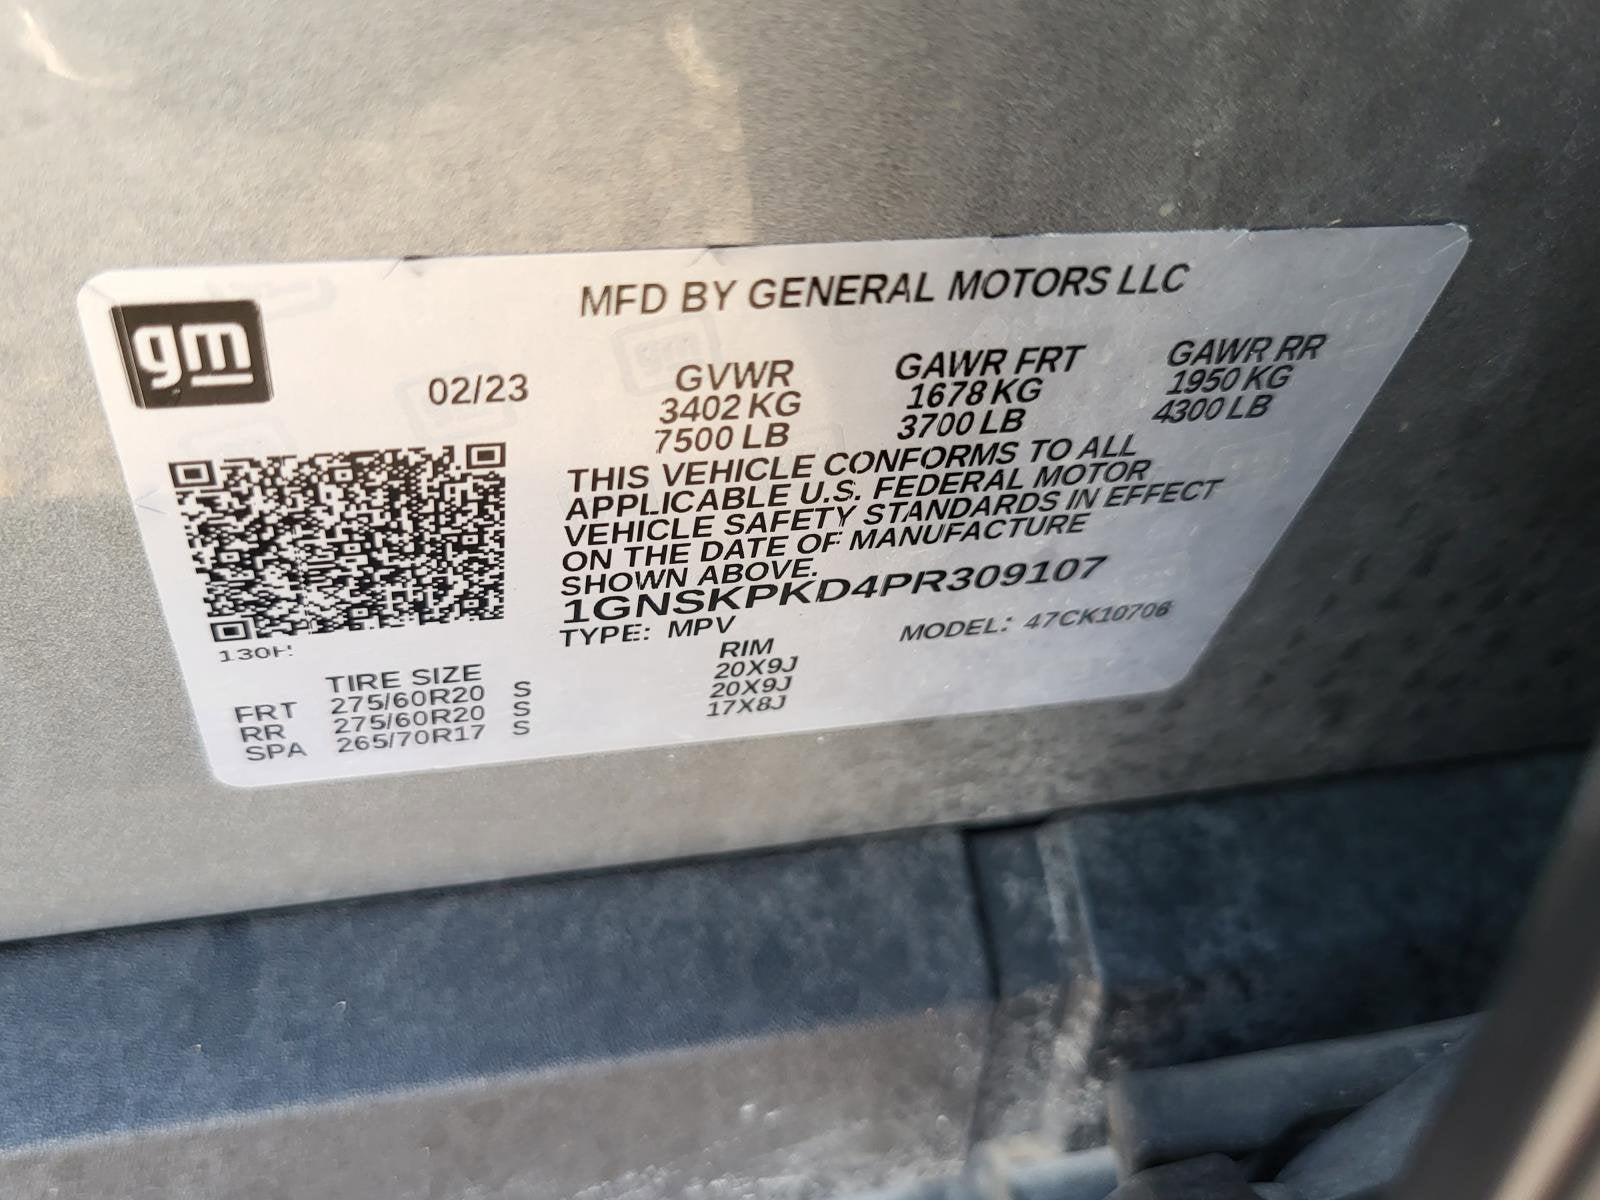 MFD BY GENERAL MOTORS LLC
gm
02/23
GVWR GAWR FRT GAWR RR
3402 KG 1678 KG 1950 KG
7500 LB 3700 LB 4300 LB
THIS VEHICLE CONFORMS TO ALL
APPLICABLE U.S. FEDERAL MOTOR
VEHICLE SAFETY STANDARDS IN EFFECT
ON THE DATE OF MANUFACTURE
SHOWN ABOVE.
1GNSKPKD4PR309107
TYPE: MPV MODEL: 47CK10706
130H
TIRE SIZE RIM
FRT 275/60R20 S 20X9J
RR 275/60R20 S 20X9J
SPA 265/70R17 S 17X8J